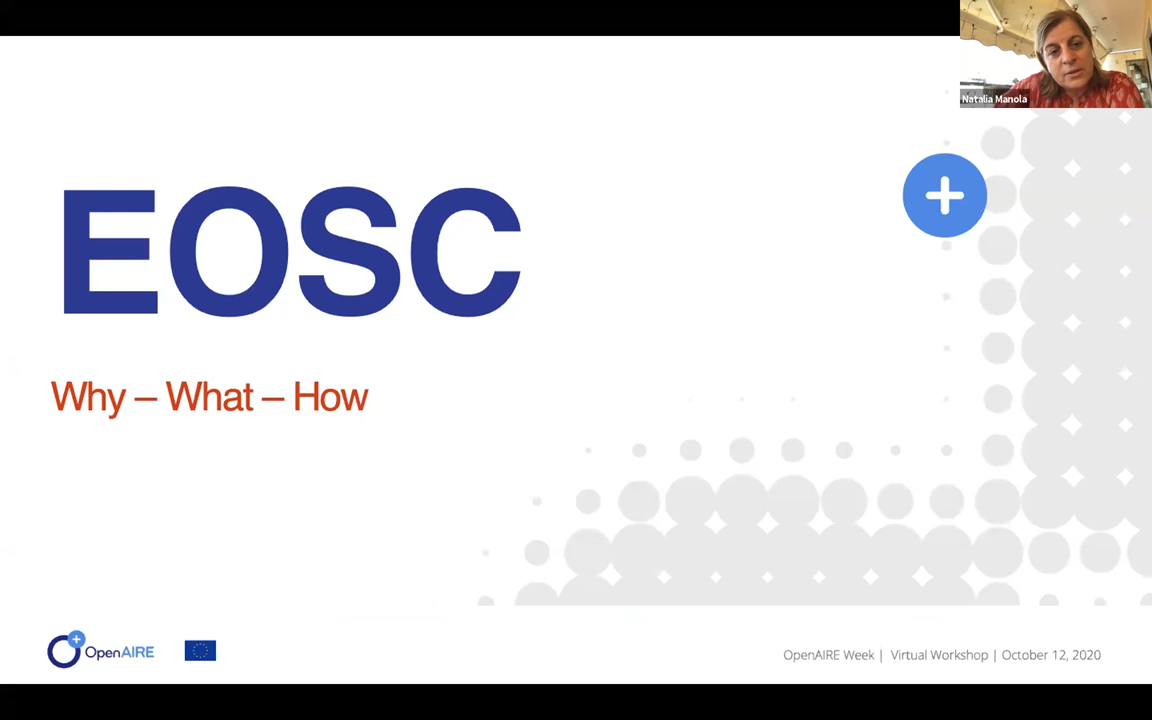 Natalia Manola
EOSC
Why – What – How
OpenAIRE
OpenAIRE Week | Virtual Workshop | October 12, 2020